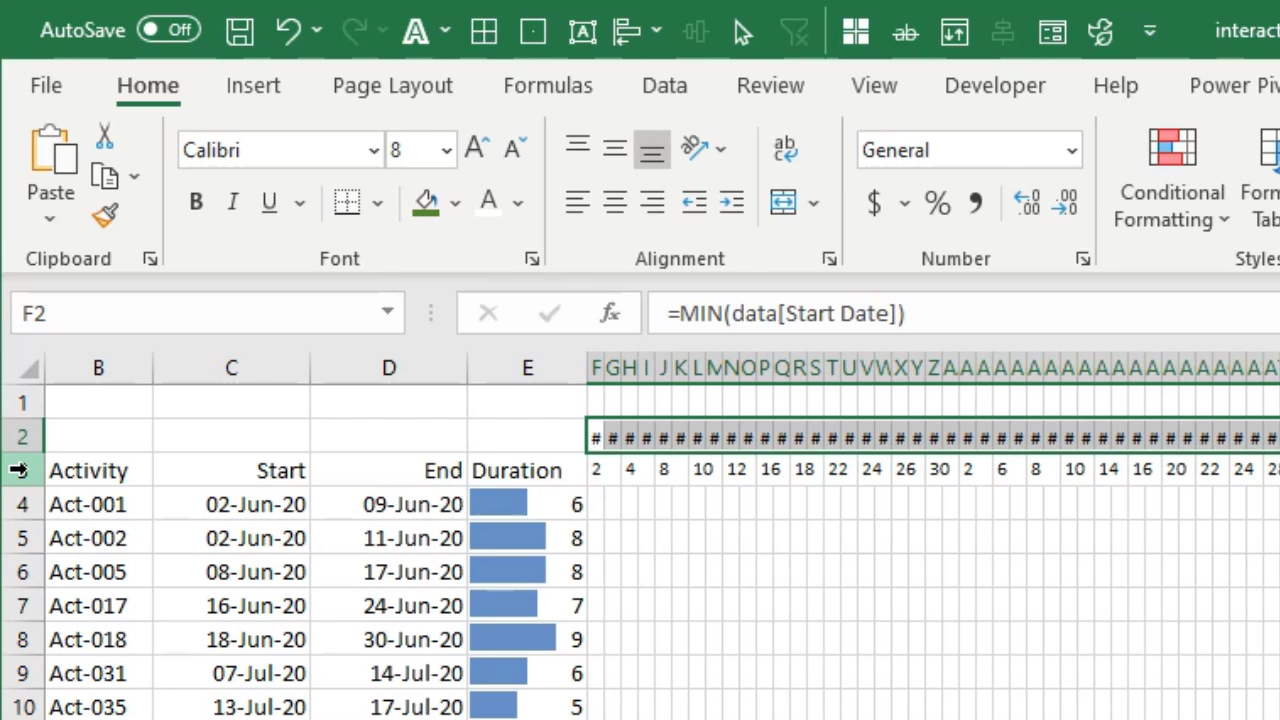 AutoSave Off interact
File Home Insert Page Layout Formulas Data Review View Developer Help Power Piv
Paste
Clipboard
Calibri 8
B I U
Font
ab
Alignment
General
$ % ,
Number
Conditional
Formatting
Form
Tab
Styles
F2 fx =MIN(data[Start Date])
B C D E F G H I J K L M N O P Q R S T U V W X Y Z A A A A A A A A A A A A A A A A A A A
1
2 # # # # # # # # # # # # # # # # # # # # # # # # # # # # # # # # # # # # # # # # #
Activity Start End Duration 2 4 8 10 12 16 18 22 24 26 30 2 6 8 10 14 16 20 22 24 28
4 Act-001 02-Jun-20 09-Jun-20 6
5 Act-002 02-Jun-20 11-Jun-20 8
6 Act-005 08-Jun-20 17-Jun-20 8
7 Act-017 16-Jun-20 24-Jun-20 7
8 Act-018 18-Jun-20 30-Jun-20 9
9 Act-031 07-Jul-20 14-Jul-20 6
10 Act-035 13-Jul-20 17-Jul-20 5